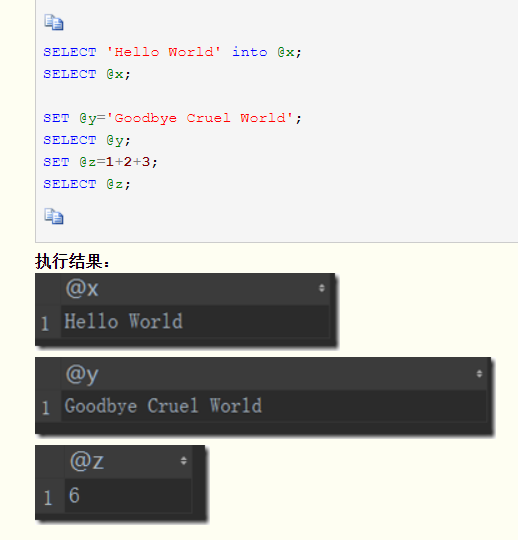 SELECT 'Hello World' into @x;
SELECT @x;
SET @y='Goodbye Cruel World';
SELECT @y;
SET @z=1+2+3;
SELECT @z;
执行结果：
@x
1 Hello World
@y
1 Goodbye Cruel World
@z
1 6